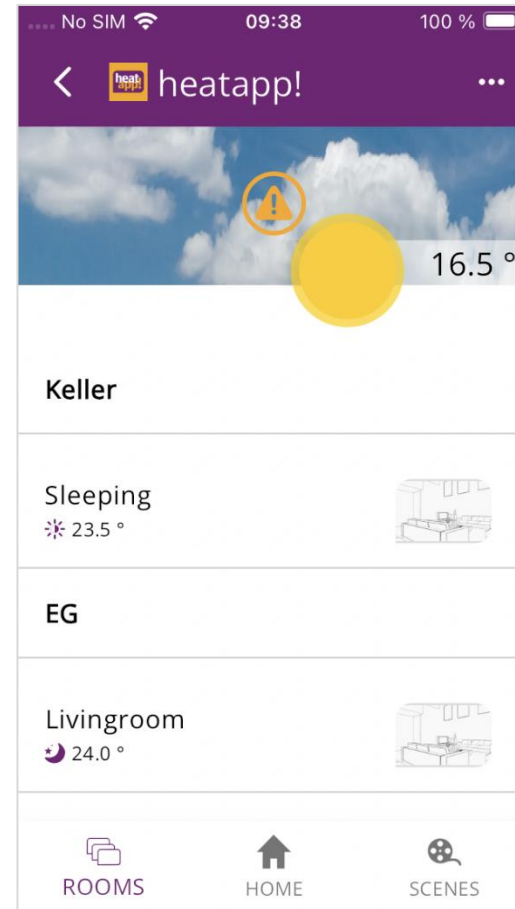 No SIM 09:38 100 %
heat
app!
heatapp!
16.5 °
Keller
Sleeping
23.5 °
EG
Livingroom
24.0 °
ROOMS HOME SCENES